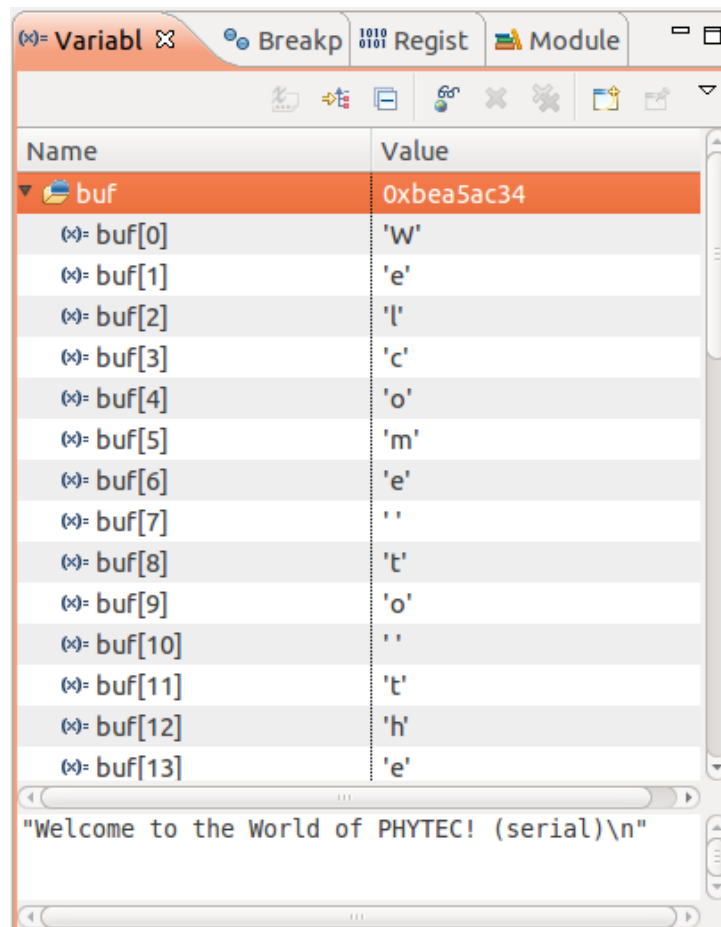 (x)= Variabl Breakp 1010 0101 Regist Module
Name Value
buf 0xbea5ac34
(x)= buf[0] 'W'
(x)= buf[1] 'e'
(x)= buf[2] 'l'
(x)= buf[3] 'c'
(x)= buf[4] 'o'
(x)= buf[5] 'm'
(x)= buf[6] 'e'
(x)= buf[7] ' '
(x)= buf[8] 't'
(x)= buf[9] 'o'
(x)= buf[10] ' '
(x)= buf[11] 't'
(x)= buf[12] 'h'
(x)= buf[13] 'e'
"Welcome to the World of PHYTEC! (serial)\n"